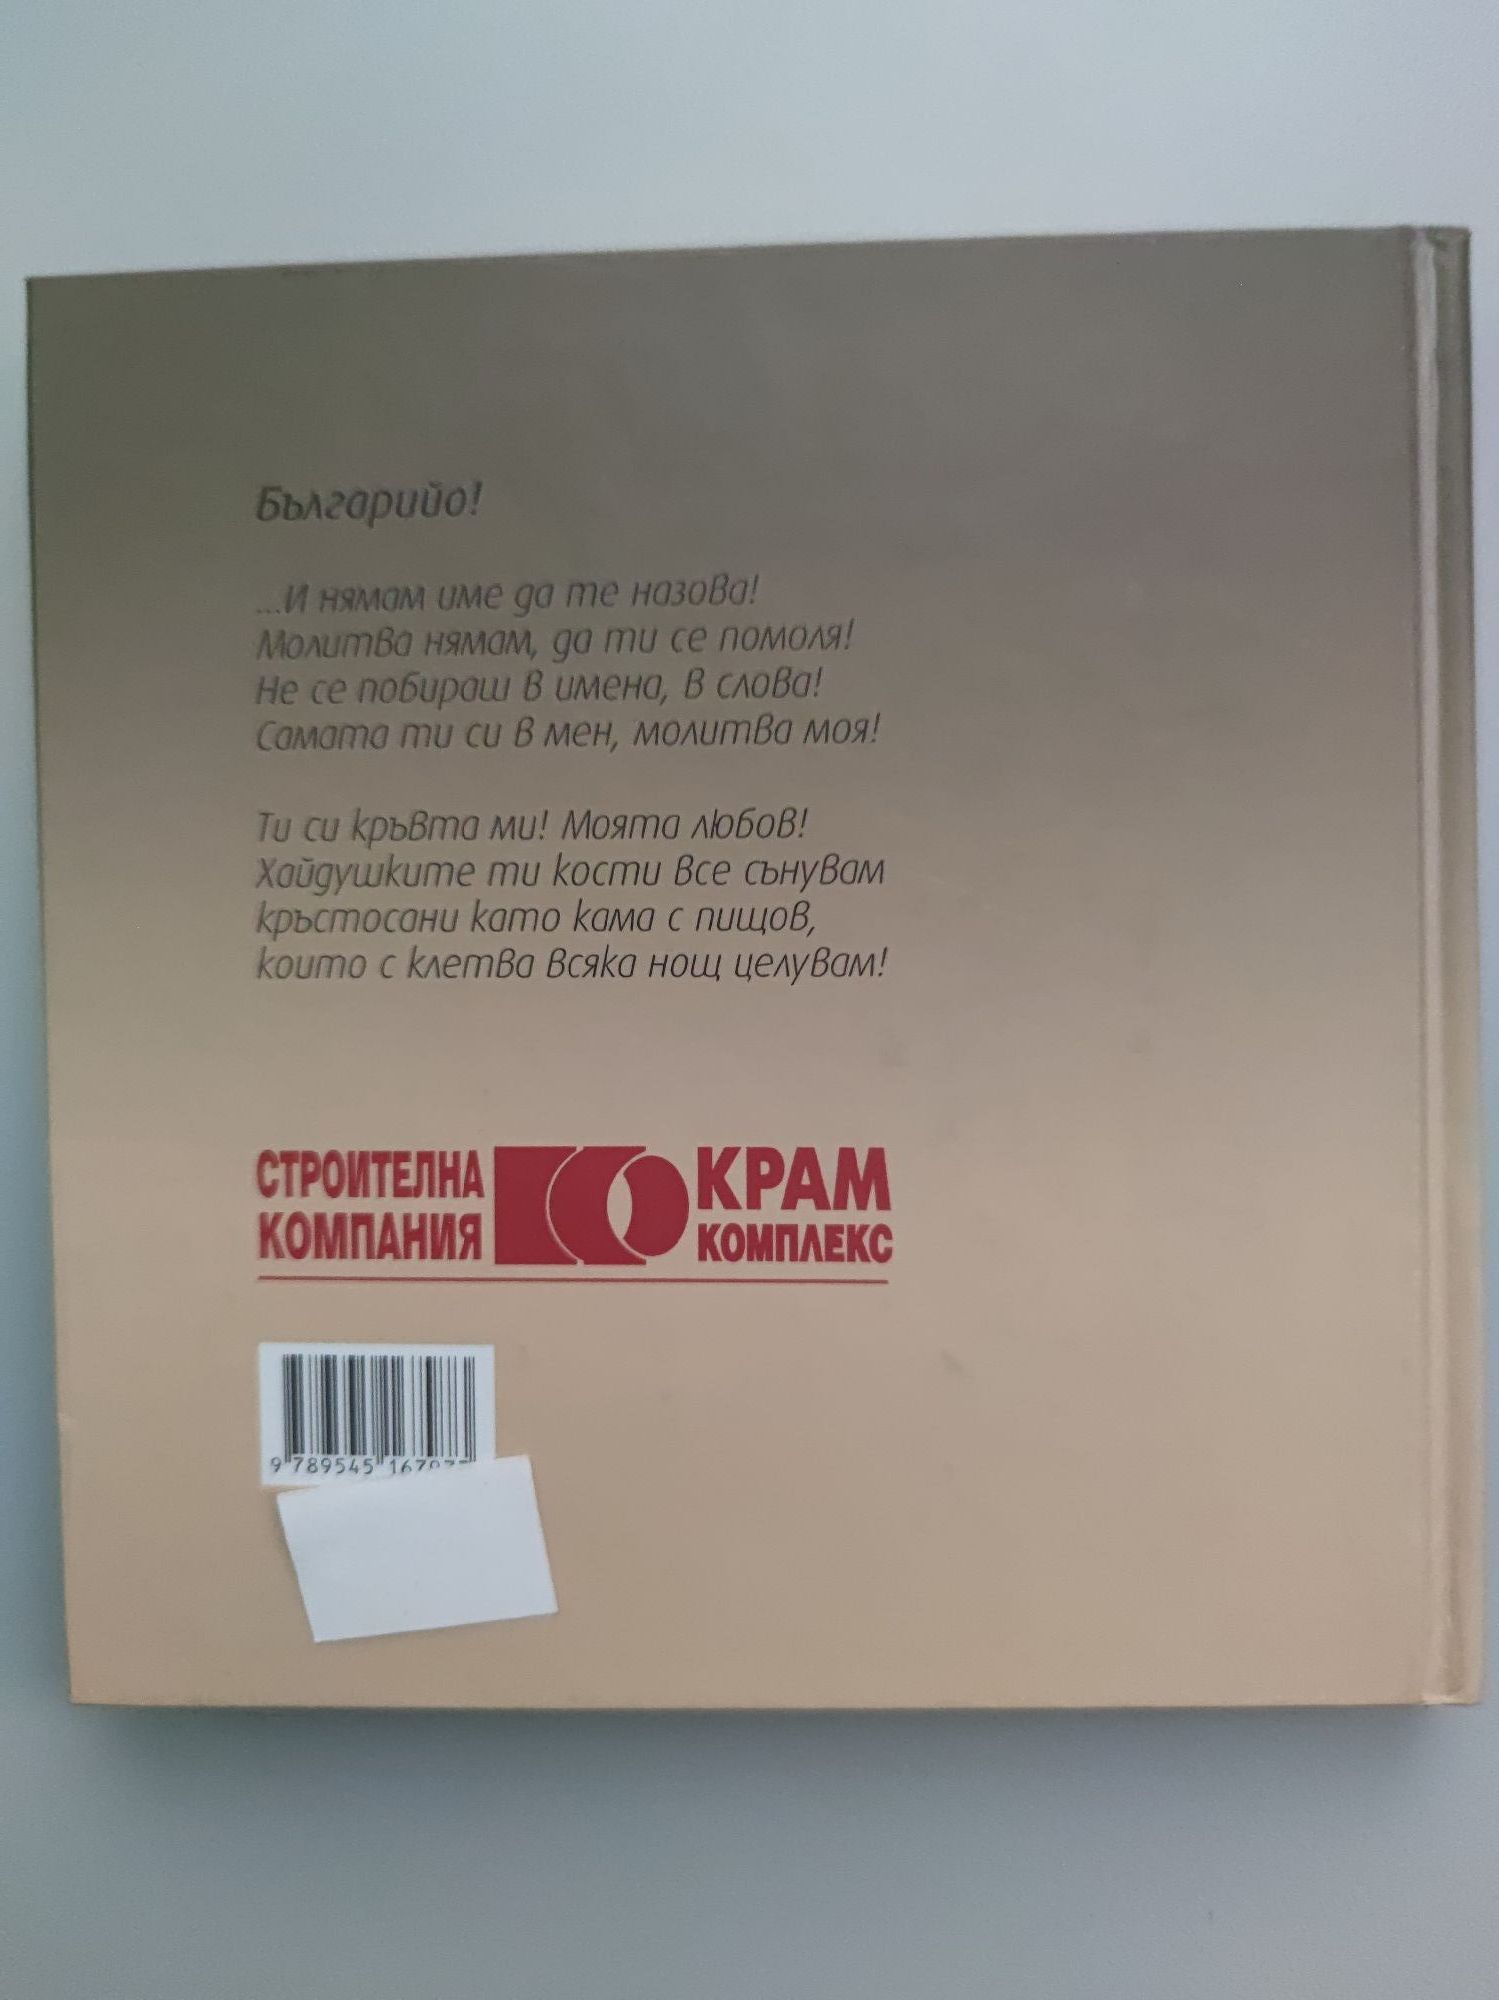 Българийо!
...И нямам име да те назова!
Молитва нямам, да ти се помоля!
Не се побираш в имена, в слова!
Самата ти си в мен, молитва моя!
Ти си кръвта ми! Моята любов!
Хайдушките ти кости все сънувам
кръстосани като кама с пищов,
които с клетва всяка нощ целувам!
СТРОИТЕЛНА
КОМПАНИЯ
КРАМ
КОМПЛЕКС
9 789545